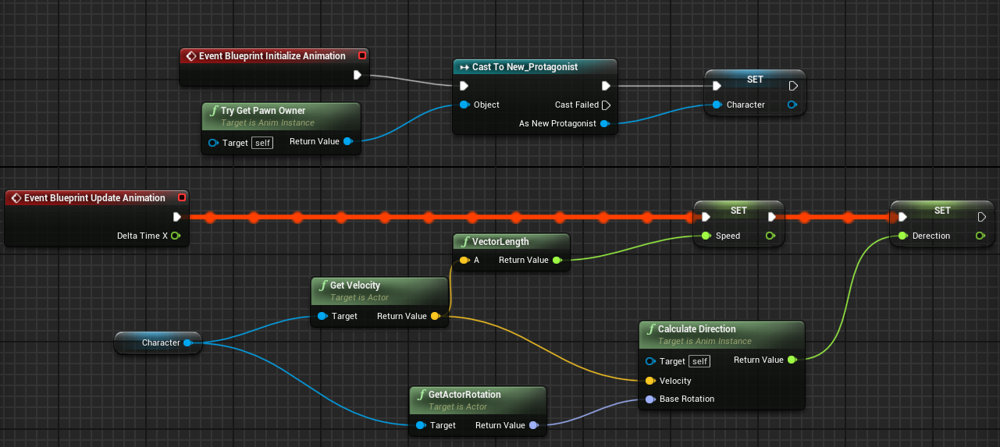 Event Blueprint Initialize Animation
Cast To New_Protagonist
Object
Cast Failed
As New Protagonist
SET
Character
Try Get Pawn Owner
Target is Anim Instance
Target self Return Value
Event Blueprint Update Animation
Delta Time X
SET
Speed
SET
Derection
VectorLength
A Return Value
Get Velocity
Target is Actor
Target Return Value
Character
Calculate Direction
Target is Anim Instance
Target self Return Value
Velocity
Base Rotation
GetActorRotation
Target is Actor
Target Return Value